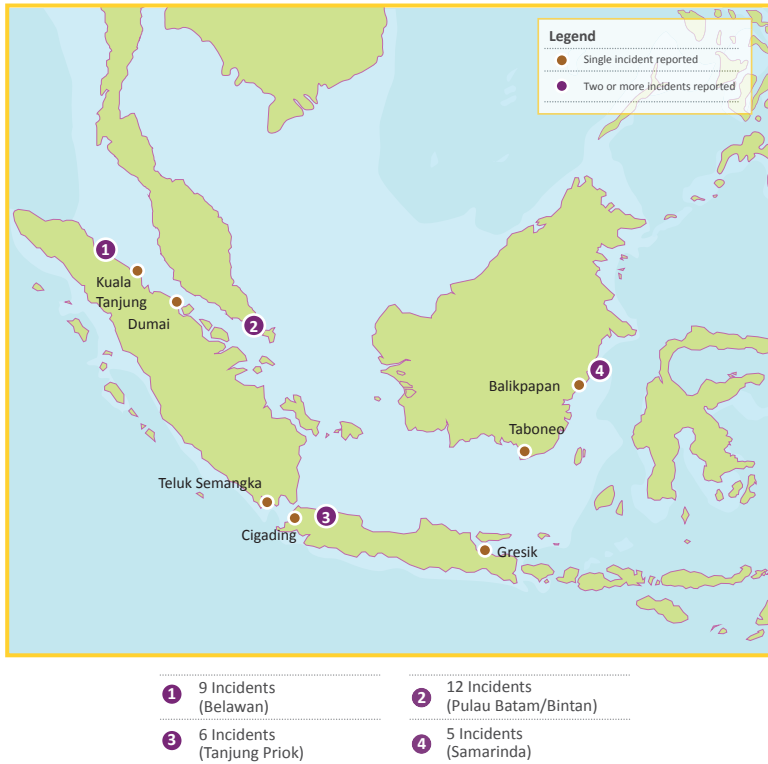 Legend
Single incident reported
Two or more incidents reported
1
Kuala
Tanjung
Dumai
2
4
Balikpapan
Taboneo
Teluk Semangka
3
Cigading
Gresik
1 9 Incidents
(Belawan)
2 12 Incidents
(Pulau Batam/Bintan)
3 6 Incidents
(Tanjung Priok)
4 5 Incidents
(Samarinda)